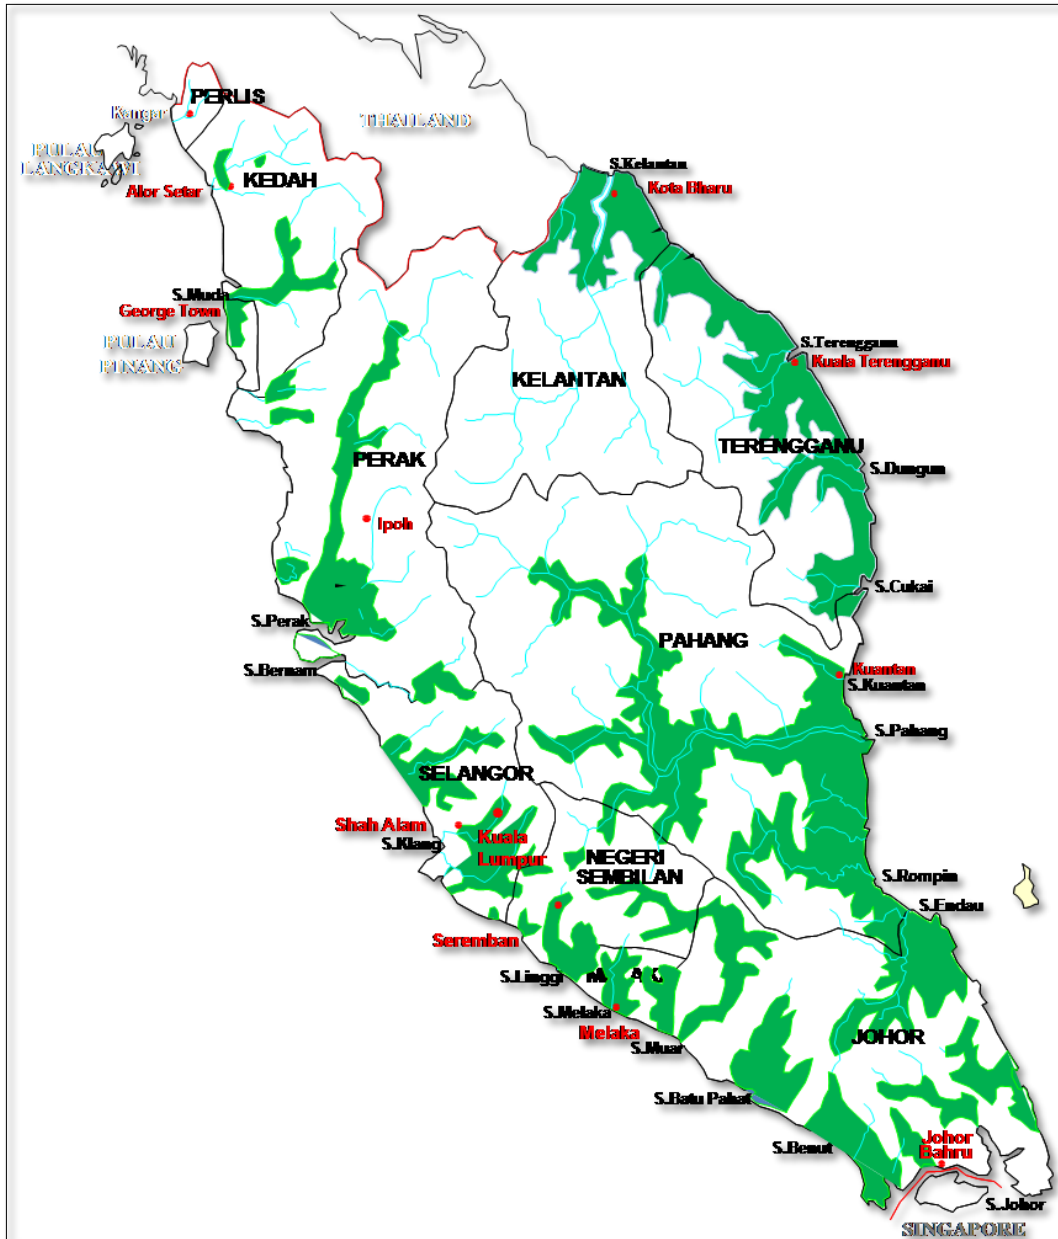 PERLIS
Kangar
THAILAND
PULAU
LANGKAWI
S.Kelantan
KEDAH
Alor Setar
Kota Bharu
S.Muda
George Town
PULAU
PINANG
S.Terengganu
Kuala Terengganu
KELANTAN
TERENGGANU
PERAK
S.Dungun
Ipoh
S.Cukai
S.Perak
PAHANG
S.Bernam
Kuantan
S.Kuantan
S.Pahang
SELANGOR
Shah Alam
S.Klang
Kuala
Lumpur
NEGERI
SEMBILAN
S.Rompin
S.Endau
Seremban
S.Linggi
S.Melaka
Melaka
S.Muar
JOHOR
S.Batu Pahat
S.Benut
Johor
Bahru
S.Johor
SINGAPORE